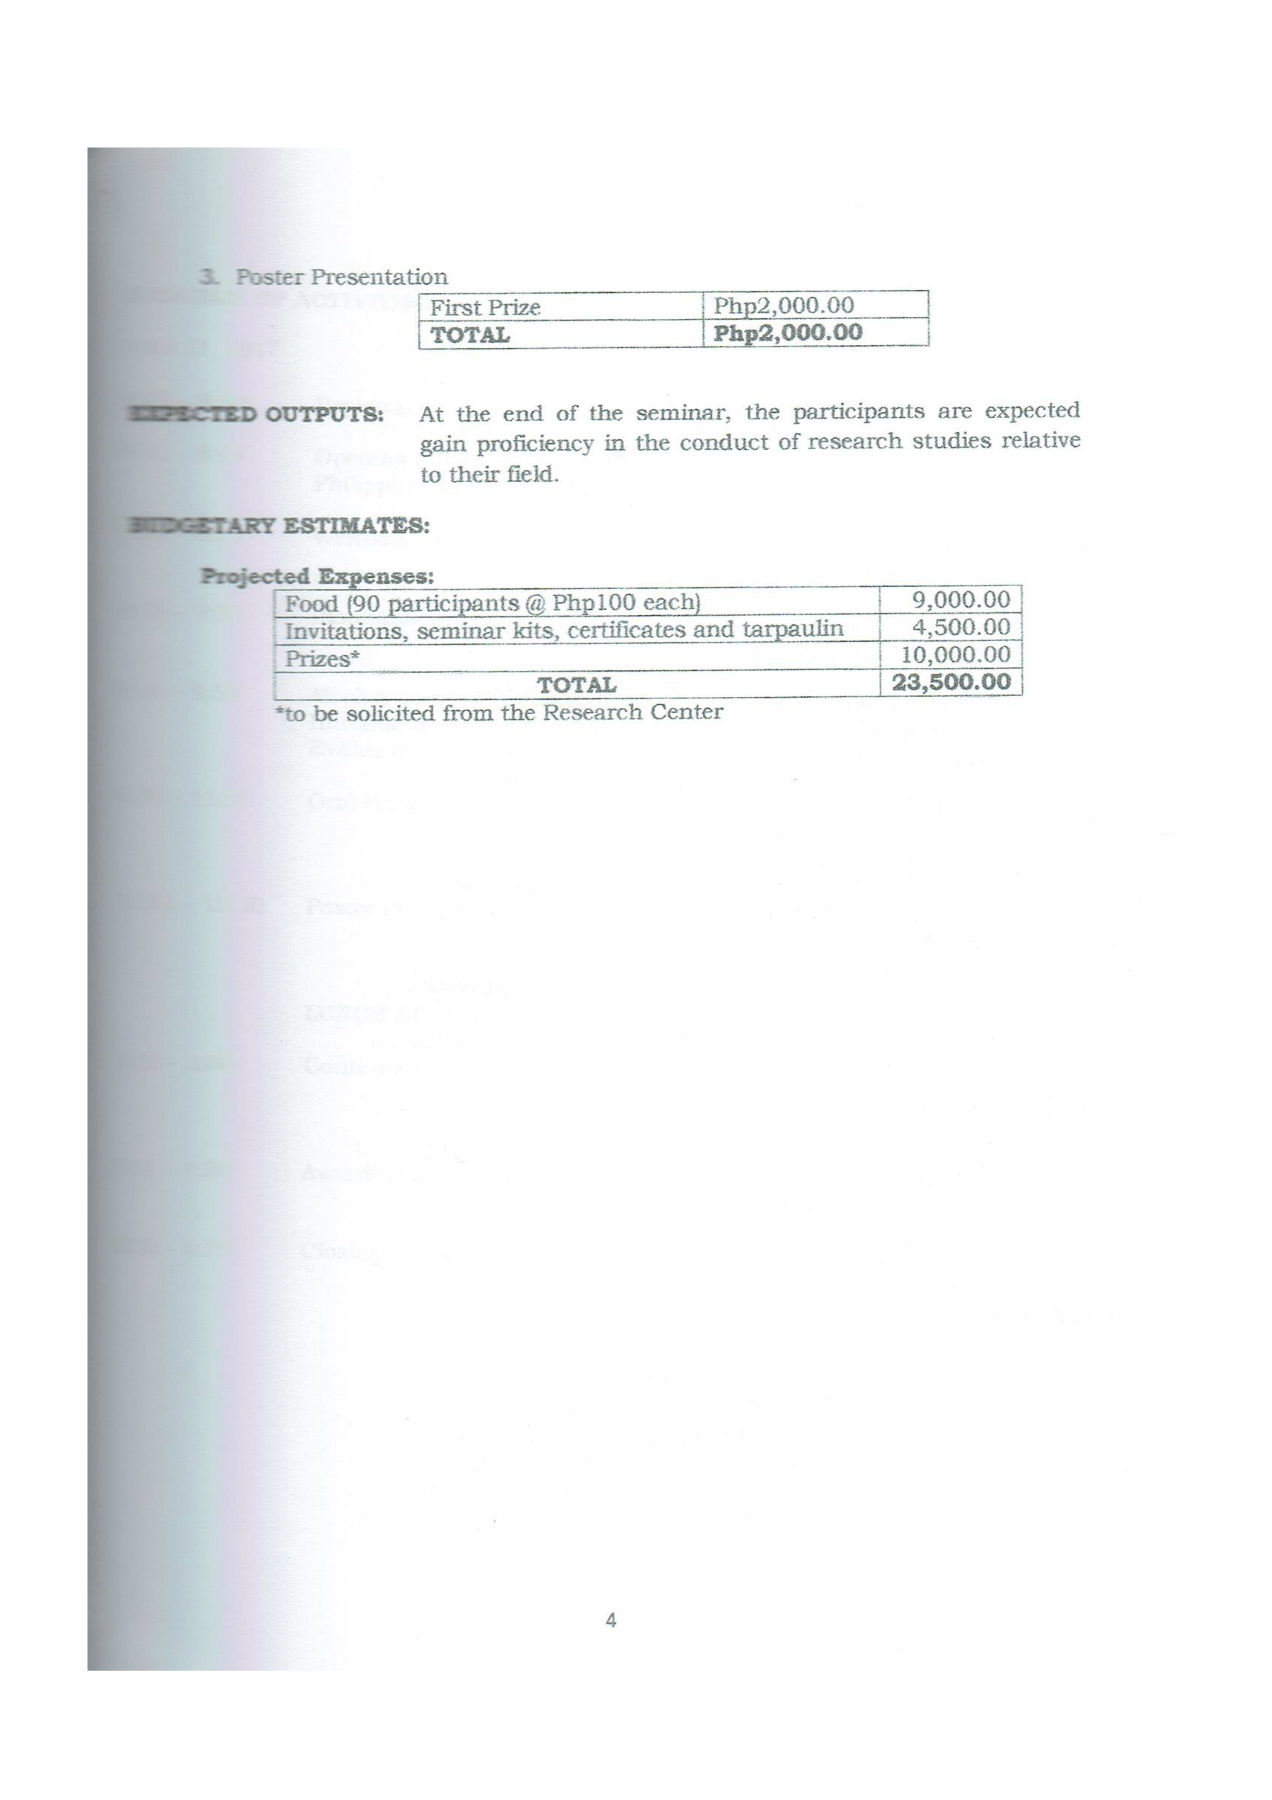 3. Poster Presentation
First Prize Php2,000.00
TOTAL Php2,000.00
EXPECTED OUTPUTS: At the end of the seminar, the participants are expected
gain proficiency in the conduct of research studies relative
to their field.
BUDGETARY ESTIMATES:
Projected Expenses:
Food (90 participants @ Php100 each) 9,000.00
Invitations, seminar kits, certificates and tarpaulin 4,500.00
Prizes* 10,000.00
TOTAL 23,500.00
*to be solicited from the Research Center
4